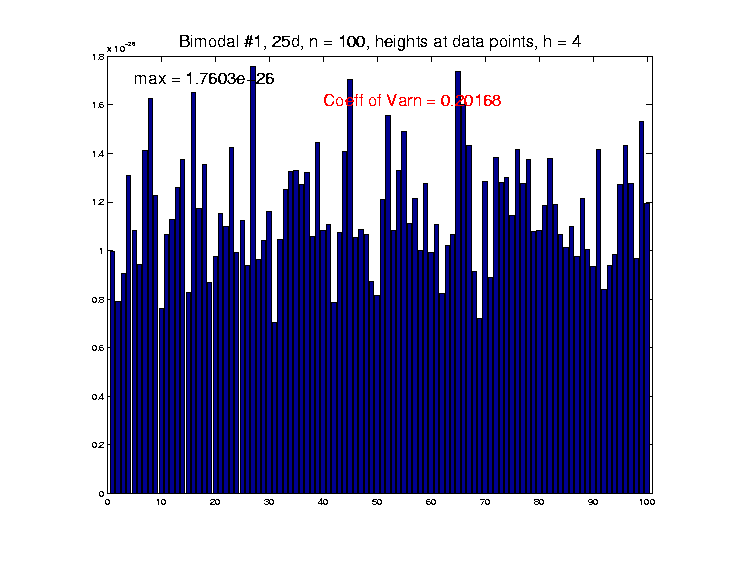 Bimodal #1, 25d, n = 100, heights at data points, h = 4
x 10^-26
max = 1.7603e-26
Coeff of Varn = 0.20168
1.8
1.6
1.4
1.2
1
0.8
0.6
0.4
0.2
0
0 10 20 30 40 50 60 70 80 90 100